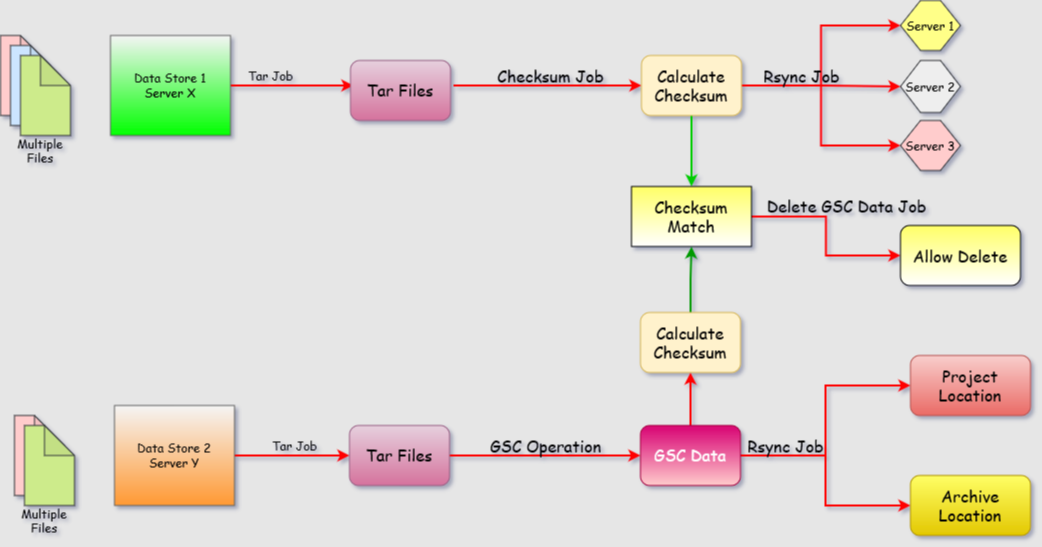 Multiple
Files
Data Store 1
Server X
Tar Job
Tar Files
Checksum Job
Calculate
Checksum
Rsync Job
Server 1
Server 2
Server 3
Checksum
Match
Delete GSC Data Job
Allow Delete
Calculate
Checksum
Multiple
Files
Data Store 2
Server Y
Tar Job
Tar Files
GSC Operation
GSC Data
Rsync Job
Project
Location
Archive
Location